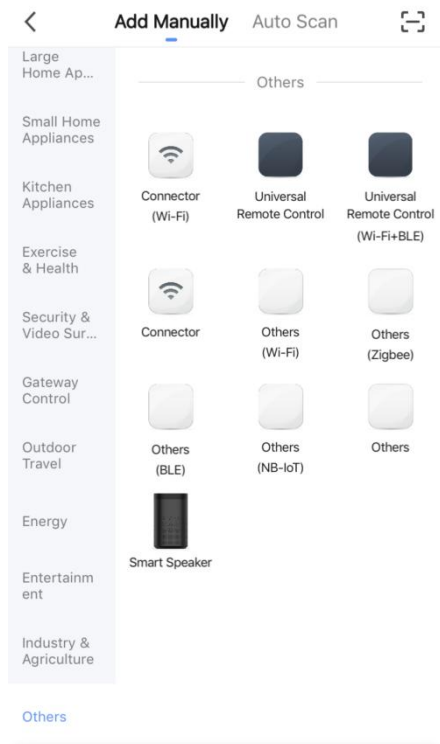 Add Manually Auto Scan
Large
Home Ap...
Small Home
Appliances
Kitchen
Appliances
Exercise
& Health
Security &
Video Sur...
Gateway
Control
Outdoor
Travel
Energy
Entertainm
ent
Industry &
Agriculture
Others
Others
Connector
(Wi-Fi)
Universal
Remote Control
Universal
Remote Control
(Wi-Fi+BLE)
Connector
Others
(Wi-Fi)
Others
(Zigbee)
Others
(BLE)
Others
(NB-IoT)
Others
Smart Speaker